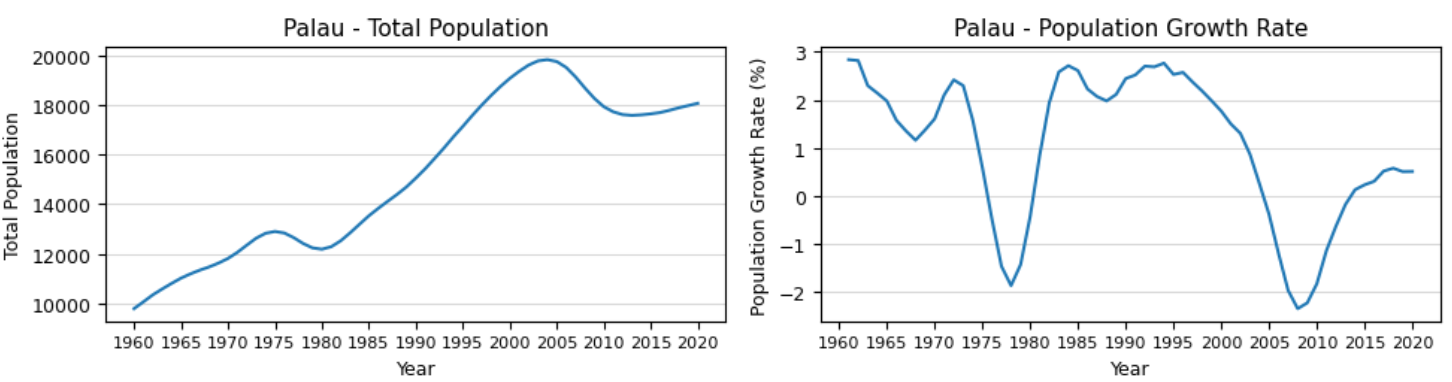 Palau - Total Population
Total Population
20000
18000
16000
14000
12000
10000
1960 1965 1970 1975 1980 1985 1990 1995 2000 2005 2010 2015 2020
Year
Palau - Population Growth Rate
Population Growth Rate (%)
3
2
1
0
−1
−2
1960 1965 1970 1975 1980 1985 1990 1995 2000 2005 2010 2015 2020
Year